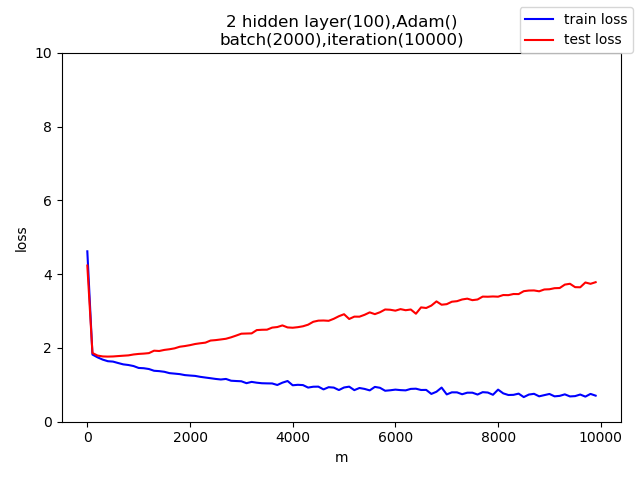 2 hidden layer(100),Adam()
batch(2000),iteration(10000)
train loss
test loss
10
8
6
4
2
0
loss
0
2000
4000
6000
8000
10000
m